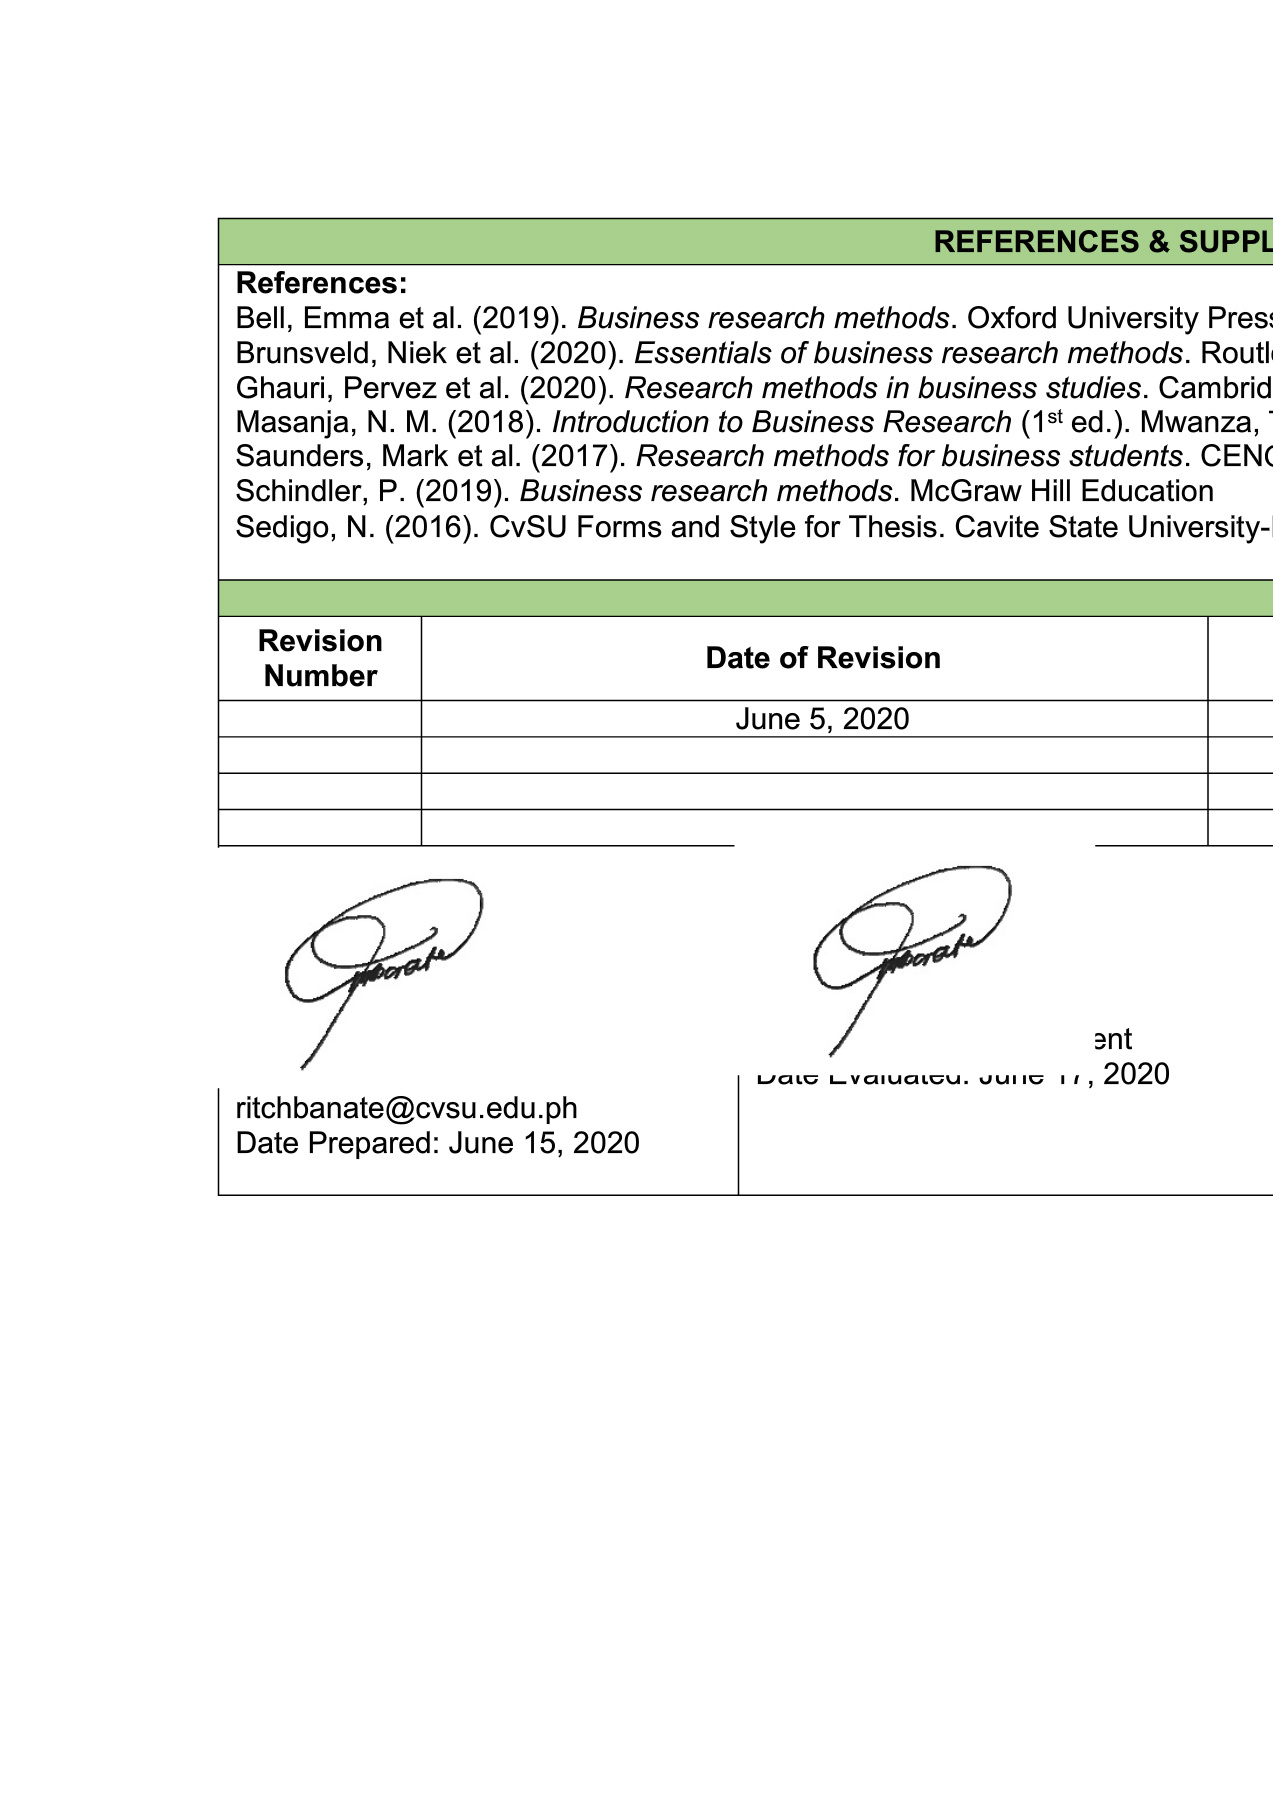 REFERENCES & SUPPL
References:
Bell, Emma et al. (2019). Business research methods. Oxford University Press
Brunsveld, Niek et al. (2020). Essentials of business research methods. Routl
Ghauri, Pervez et al. (2020). Research methods in business studies. Cambrid
Masanja, N. M. (2018). Introduction to Business Research (1st ed.). Mwanza,
Saunders, Mark et al. (2017). Research methods for business students. CENG
Schindler, P. (2019). Business research methods. McGraw Hill Education
Sedigo, N. (2016). CvSU Forms and Style for Thesis. Cavite State University-
Revision Number
Date of Revision
June 5, 2020
ritchbanate@cvsu.edu.ph
Date Prepared: June 15, 2020
ent
Date Evaluated: June 17, 2020